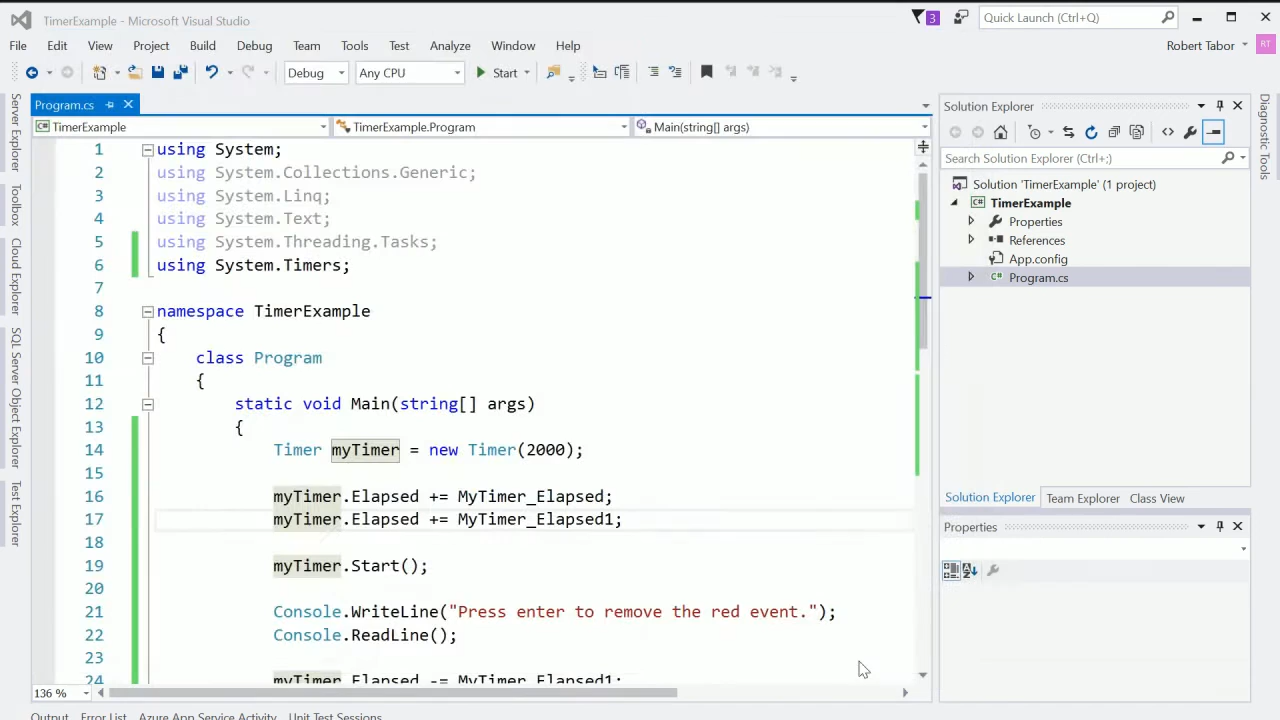 TimerExample - Microsoft Visual Studio
3
Quick Launch (Ctrl+Q)
File Edit View Project Build Debug Team Tools Test Analyze Window Help
Robert Tabor RT
Debug Any CPU Start
Server Explorer
Toolbox
Cloud Explorer
SQL Server Object Explorer
Test Explorer
Program.cs
TimerExample TimerExample.Program Main(string[] args)
1 using System;
2 using System.Collections.Generic;
3 using System.Linq;
4 using System.Text;
5 using System.Threading.Tasks;
6 using System.Timers;
7
8 namespace TimerExample
9 {
10 class Program
11 {
12 static void Main(string[] args)
13 {
14 Timer myTimer = new Timer(2000);
15
16 myTimer.Elapsed += MyTimer_Elapsed;
17 myTimer.Elapsed += MyTimer_Elapsed1;
18
19 myTimer.Start();
20
21 Console.WriteLine("Press enter to remove the red event.");
22 Console.ReadLine();
23
24 myTimer.Elapsed -= MyTimer_Elapsed1;
136 %
Solution Explorer
Search Solution Explorer (Ctrl+;)
Solution 'TimerExample' (1 project)
C# TimerExample
Properties
References
App.config
C# Program.cs
Solution Explorer Team Explorer Class View
Properties
Diagnostic Tools
Output Error List Azure App Service Activity Unit Test Sessions